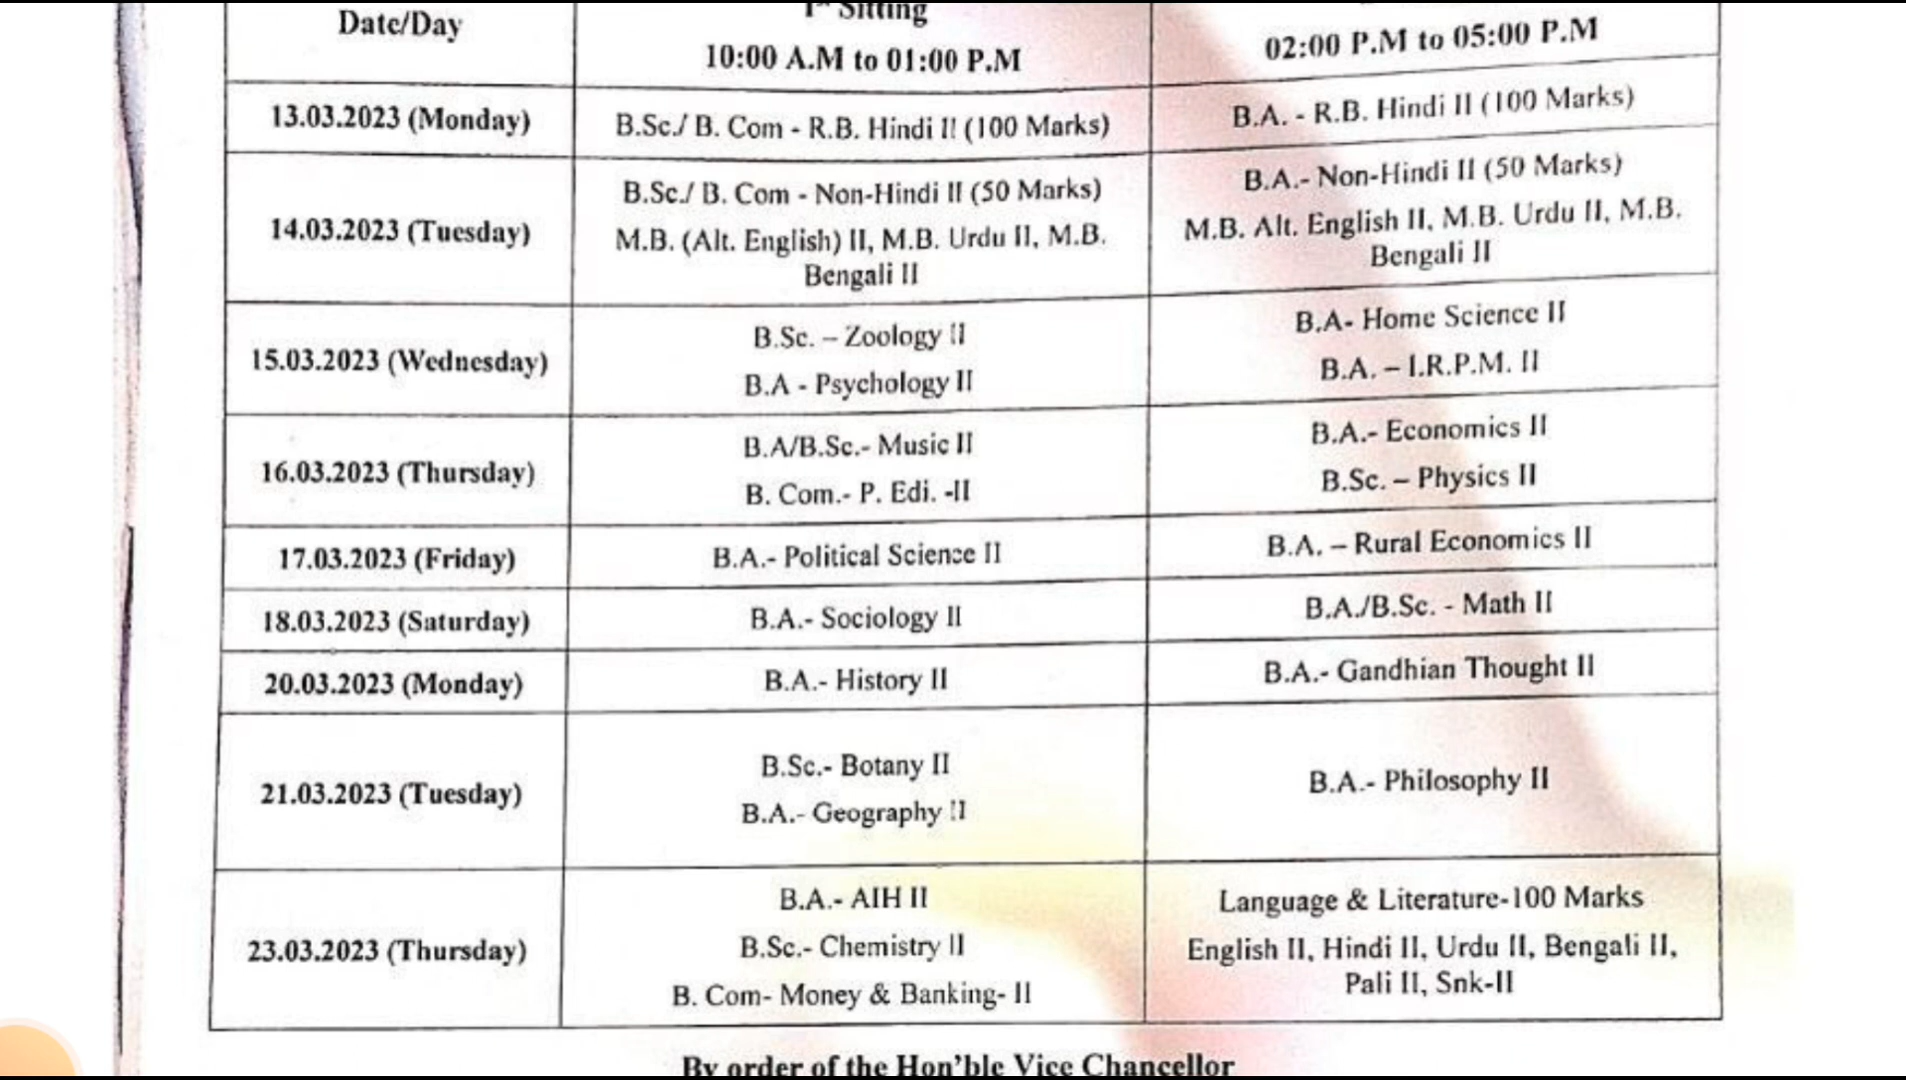 Date/Day
1st Sitting
10:00 A.M to 01:00 P.M
02:00 P.M to 05:00 P.M
13.03.2023 (Monday)
B.Sc./ B. Com - R.B. Hindi II (100 Marks)
B.A. - R.B. Hindi II (100 Marks)
14.03.2023 (Tuesday)
B.Sc./ B. Com - Non-Hindi II (50 Marks)
M.B. (Alt. English) II, M.B. Urdu II, M.B.
Bengali II
B.A.- Non-Hindi II (50 Marks)
M.B. Alt. English II, M.B. Urdu II, M.B.
Bengali II
15.03.2023 (Wednesday)
B.Sc. – Zoology II
B.A - Psychology II
B.A- Home Science II
B.A. – I.R.P.M. II
16.03.2023 (Thursday)
B.A/B.Sc.- Music II
B. Com.- P. Edi. -II
B.A.- Economics II
B.Sc. – Physics II
17.03.2023 (Friday)
B.A.- Political Science II
B.A. – Rural Economics II
18.03.2023 (Saturday)
B.A.- Sociology II
B.A./B.Sc. - Math II
20.03.2023 (Monday)
B.A.- History II
B.A.- Gandhian Thought II
21.03.2023 (Tuesday)
B.Sc.- Botany II
B.A.- Geography II
B.A.- Philosophy II
23.03.2023 (Thursday)
B.A.- AIH II
B.Sc.- Chemistry II
B. Com- Money & Banking- II
Language & Literature-100 Marks
English II, Hindi II, Urdu II, Bengali II,
Pali II, Snk-II
By order of the Hon'ble Vice Chancellor